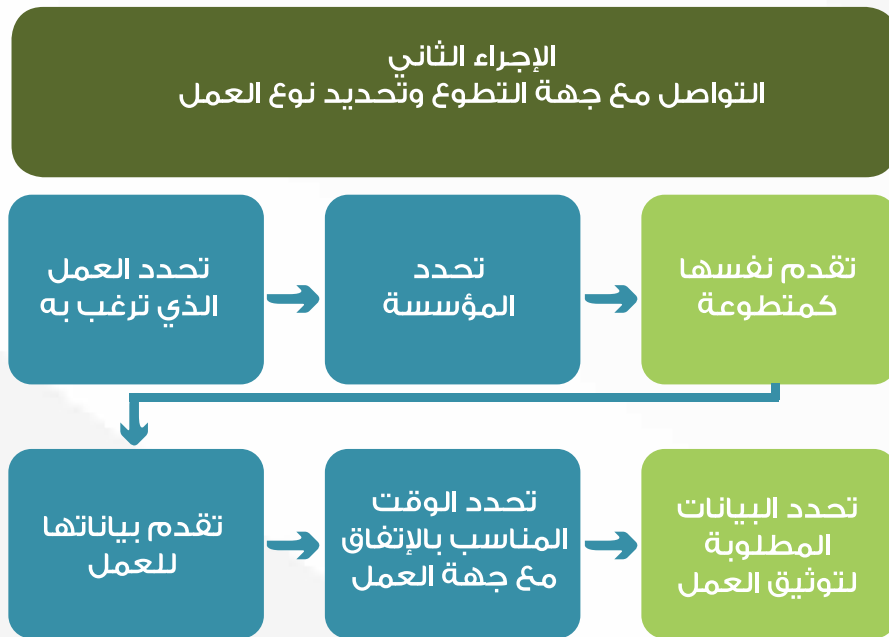 الإجراء الثاني
التواصل مع جهة التطوع وتحديد نوع العمل
تحدد العمل
الذي ترغب به
تحدد
المؤسسة
تقدم نفسها
كمتطوعة
تقدم بياناتها
للعمل
تحدد الوقت
المناسب بالإتفاق
مع جهة العمل
تحدد البيانات
المطلوبة
لتوثيق العمل